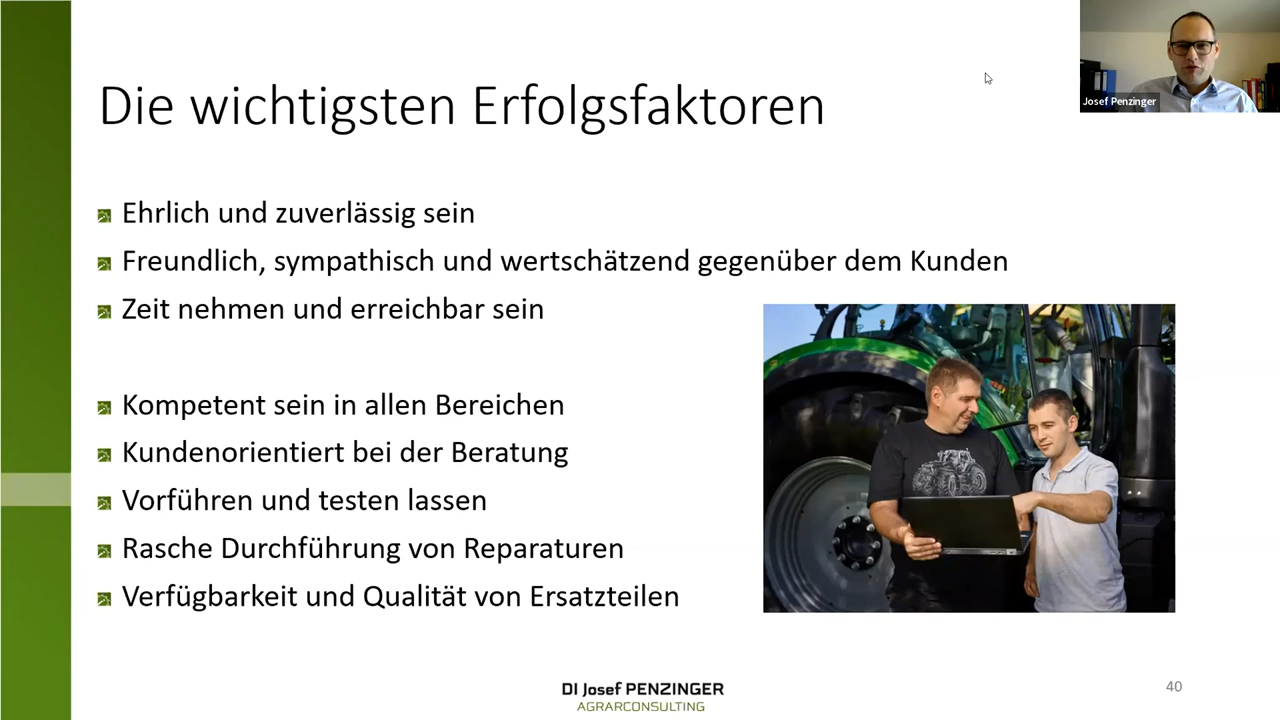 Die wichtigsten Erfolgsfaktoren
Josef Penzinger
Ehrlich und zuverlässig sein
Freundlich, sympathisch und wertschätzend gegenüber dem Kunden
Zeit nehmen und erreichbar sein
Kompetent sein in allen Bereichen
Kundenorientiert bei der Beratung
Vorführen und testen lassen
Rasche Durchführung von Reparaturen
Verfügbarkeit und Qualität von Ersatzteilen
DI Josef PENZINGER
AGRARCONSULTING
40